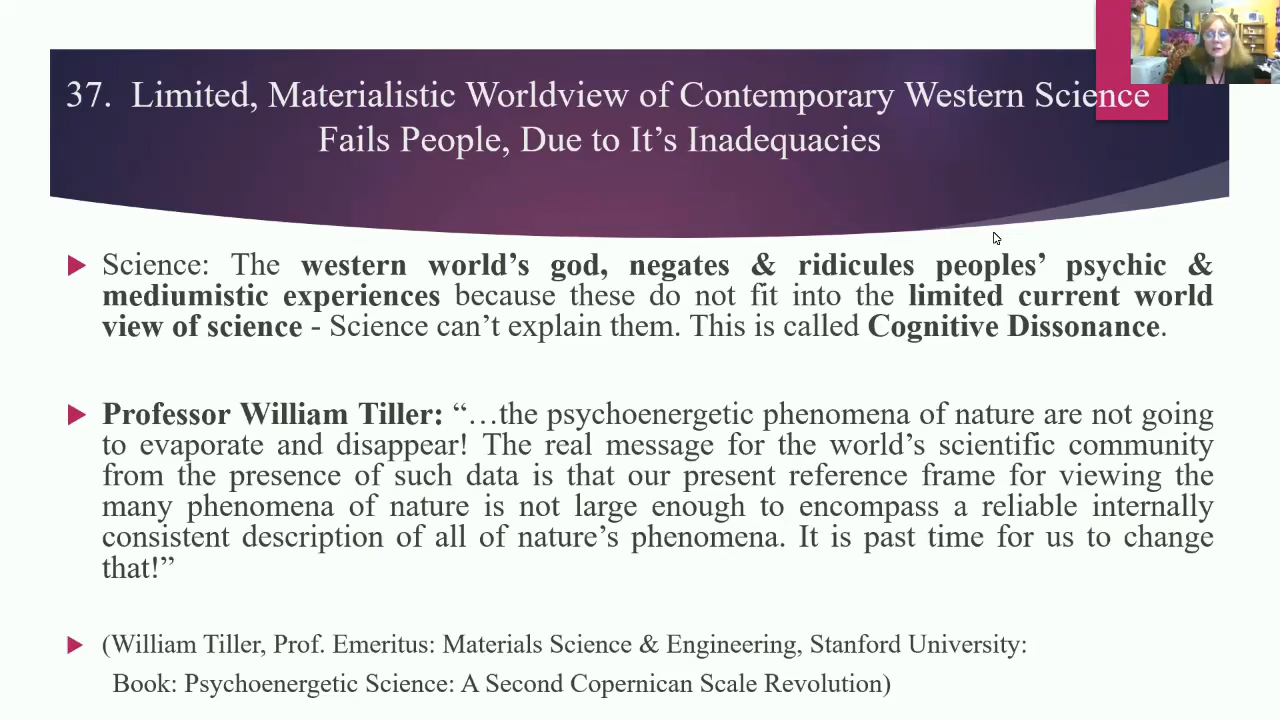 37. Limited, Materialistic Worldview of Contemporary Western Science
Fails People, Due to It’s Inadequacies
Science: The western world’s god, negates & ridicules peoples’ psychic &
mediumistic experiences because these do not fit into the limited current world
view of science - Science can’t explain them. This is called Cognitive Dissonance.
Professor William Tiller: “…the psychoenergetic phenomena of nature are not going
to evaporate and disappear! The real message for the world’s scientific community
from the presence of such data is that our present reference frame for viewing the
many phenomena of nature is not large enough to encompass a reliable internally
consistent description of all of nature’s phenomena. It is past time for us to change
that!”
(William Tiller, Prof. Emeritus: Materials Science & Engineering, Stanford University:
Book: Psychoenergetic Science: A Second Copernican Scale Revolution)